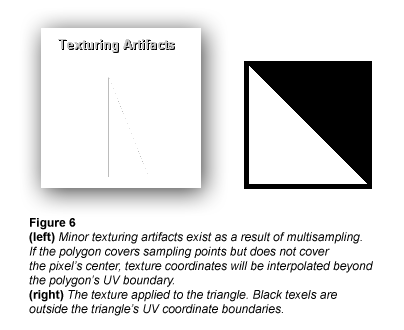 Texturing Artifacts
Figure 6
(left) Minor texturing artifacts exist as a result of multisampling.
If the polygon covers sampling points but does not cover
the pixel's center, texture coordinates will be interpolated beyond
the polygon's UV boundary.
(right) The texture applied to the triangle. Black texels are
outside the triangle's UV coordinate boundaries.